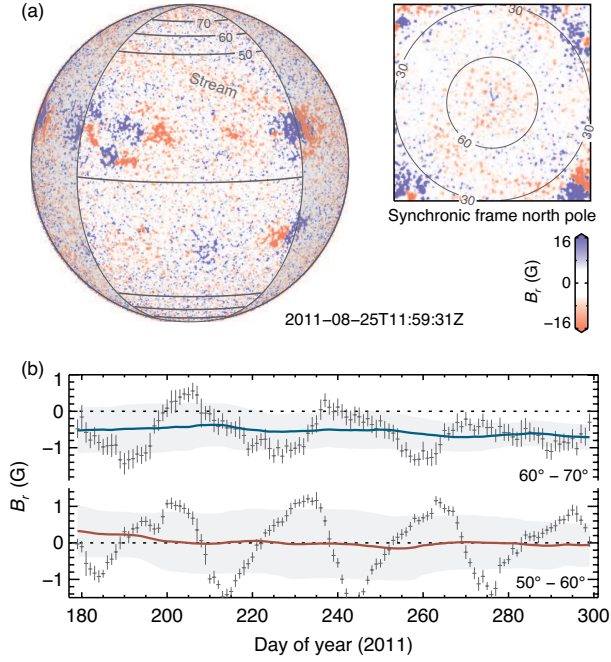 (a)
70
60
50
Stream
30
30
60
30
30
Synchronic frame north pole
16
0
−16
B_r (G)
2011-08-25T11:59:31Z
(b)
1
0
−1
60° − 70°
B_r (G)
1
0
−1
50° − 60°
180 200 220 240 260 280 300
Day of year (2011)